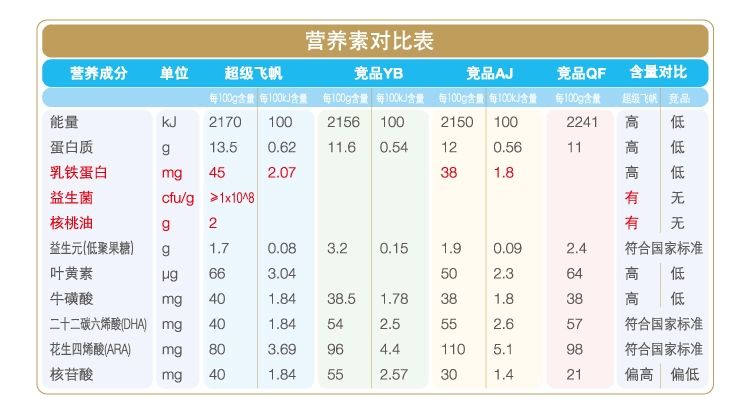 营养素对比表
营养成分 单位 超级飞帆 竞品YB 竞品AJ 竞品QF 含量对比
每100g含量 每100kJ含量 每100g含量 每100kJ含量 每100g含量 每100kJ含量 每100g含量 超级飞帆 竞品
能量 kJ 2170 100 2156 100 2150 100 2241 高 低
蛋白质 g 13.5 0.62 11.6 0.54 12 0.56 11 高 低
乳铁蛋白 mg 45 2.07 38 1.8 高 低
益生菌 cfu/g ≥1x10^8 有 无
核桃油 g 2 有 无
益生元(低聚果糖) g 1.7 0.08 3.2 0.15 1.9 0.09 2.4 符合国家标准
叶黄素 μg 66 3.04 50 2.3 64 高 低
牛磺酸 mg 40 1.84 38.5 1.78 38 1.8 38 高 低
二十二碳六烯酸(DHA) mg 40 1.84 54 2.5 55 2.6 57 符合国家标准
花生四烯酸(ARA) mg 80 3.69 96 4.4 110 5.1 98 符合国家标准
核苷酸 mg 40 1.84 55 2.57 30 1.4 21 偏高 偏低